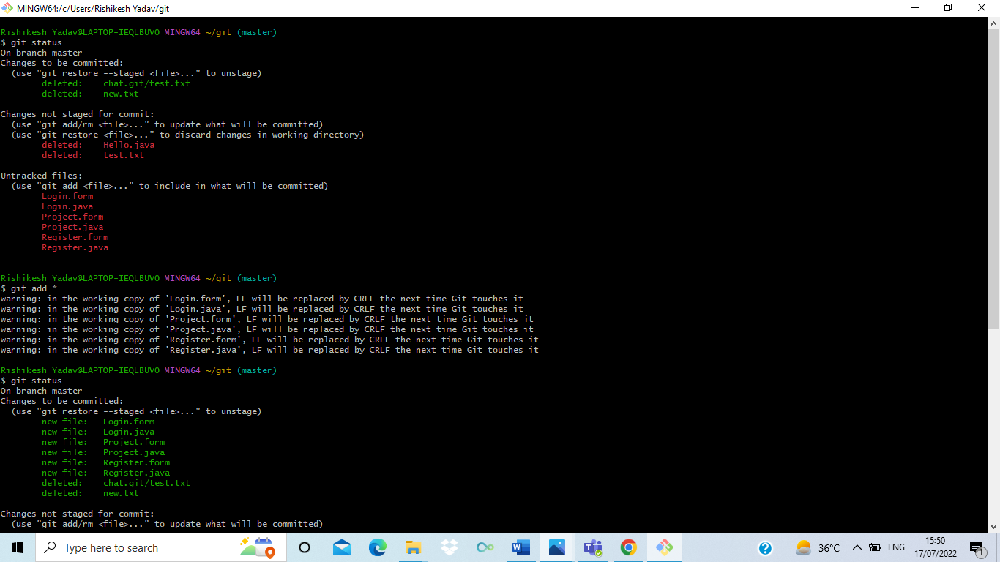 MINGW64:/c/Users/Rishikesh Yadav/git
Rishikesh Yadav@LAPTOP-IEQLBUVO MINGW64 ~/git (master)
$ git status
On branch master
Changes to be committed:
  (use "git restore --staged <file>..." to unstage)
        deleted:    chat.git/test.txt
        deleted:    new.txt

Changes not staged for commit:
  (use "git add/rm <file>..." to update what will be committed)
  (use "git restore <file>..." to discard changes in working directory)
        deleted:    Hello.java
        deleted:    test.txt

Untracked files:
  (use "git add <file>..." to include in what will be committed)
        Login.form
        Login.java
        Project.form
        Project.java
        Register.form
        Register.java

Rishikesh Yadav@LAPTOP-IEQLBUVO MINGW64 ~/git (master)
$ git add *
warning: in the working copy of 'Login.form', LF will be replaced by CRLF the next time Git touches it
warning: in the working copy of 'Login.java', LF will be replaced by CRLF the next time Git touches it
warning: in the working copy of 'Project.form', LF will be replaced by CRLF the next time Git touches it
warning: in the working copy of 'Project.java', LF will be replaced by CRLF the next time Git touches it
warning: in the working copy of 'Register.form', LF will be replaced by CRLF the next time Git touches it
warning: in the working copy of 'Register.java', LF will be replaced by CRLF the next time Git touches it

Rishikesh Yadav@LAPTOP-IEQLBUVO MINGW64 ~/git (master)
$ git status
On branch master
Changes to be committed:
  (use "git restore --staged <file>..." to unstage)
        new file:   Login.form
        new file:   Login.java
        new file:   Project.form
        new file:   Project.java
        new file:   Register.form
        new file:   Register.java
        deleted:    chat.git/test.txt
        deleted:    new.txt

Changes not staged for commit:
  (use "git add/rm <file>..." to update what will be committed)
Type here to search
36°C
ENG
15:50
17/07/2022
1